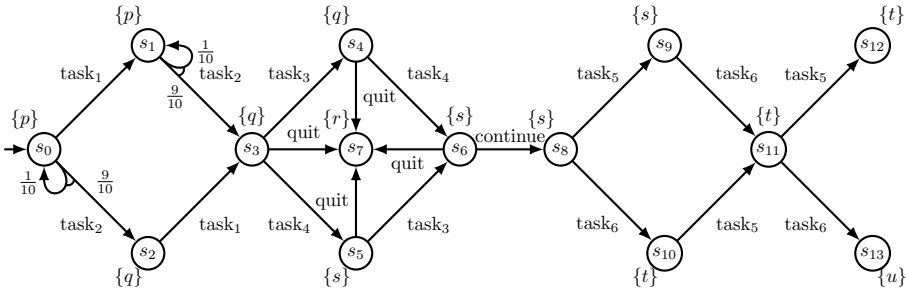 {p} {q} {s} {t}
s₁ s₄ s₉ s₁₂
1/10
task₁ task₂ task₃ task₄ task₅ task₆ task₅
9/10 quit
{p} {q} quit {r} {s} {s} {t}
continue
s₀ s₃ s₇ s₆ s₈ s₁₁
quit
1/10 9/10 quit
task₂ task₁ task₄ task₃ task₆ task₅ task₆
s₂ s₅ s₁₀ s₁₃
{q} {s} {t} {u}